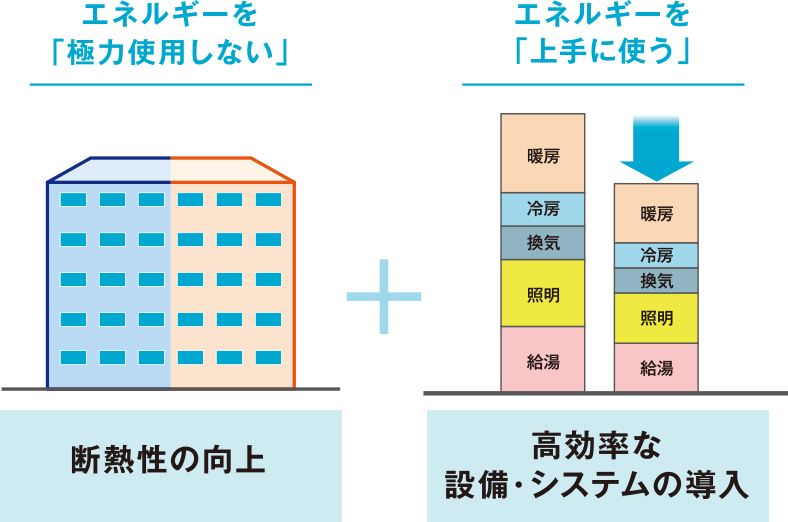 エネルギーを
「極力使用しない」
断熱性の向上
エネルギーを
「上手に使う」
暖房
冷房
換気
照明
給湯
暖房
冷房
換気
照明
給湯
高効率な
設備・システムの導入